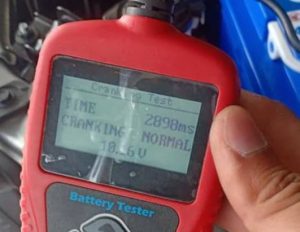 Cranking Test
TIME 2890ms
CRANKING NORMAL
10.6V
Battery Tester